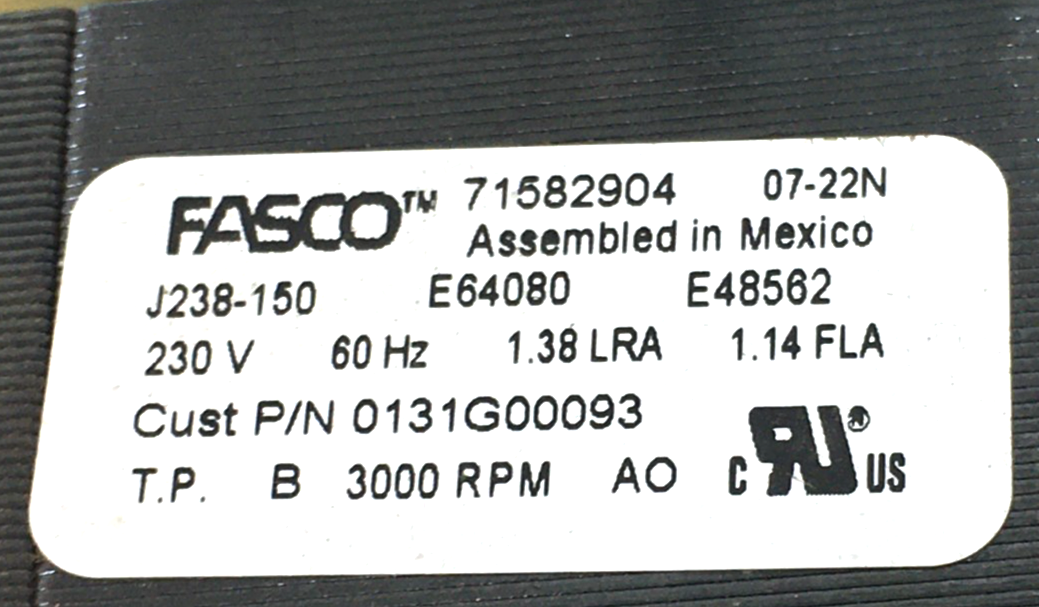 FASCO™ 71582904 07-22N
Assembled in Mexico
J238-150 E64080 E48562
230 V 60 Hz 1.38 LRA 1.14 FLA
Cust P/N 0131G00093
T.P. B 3000 RPM AO C RU® US